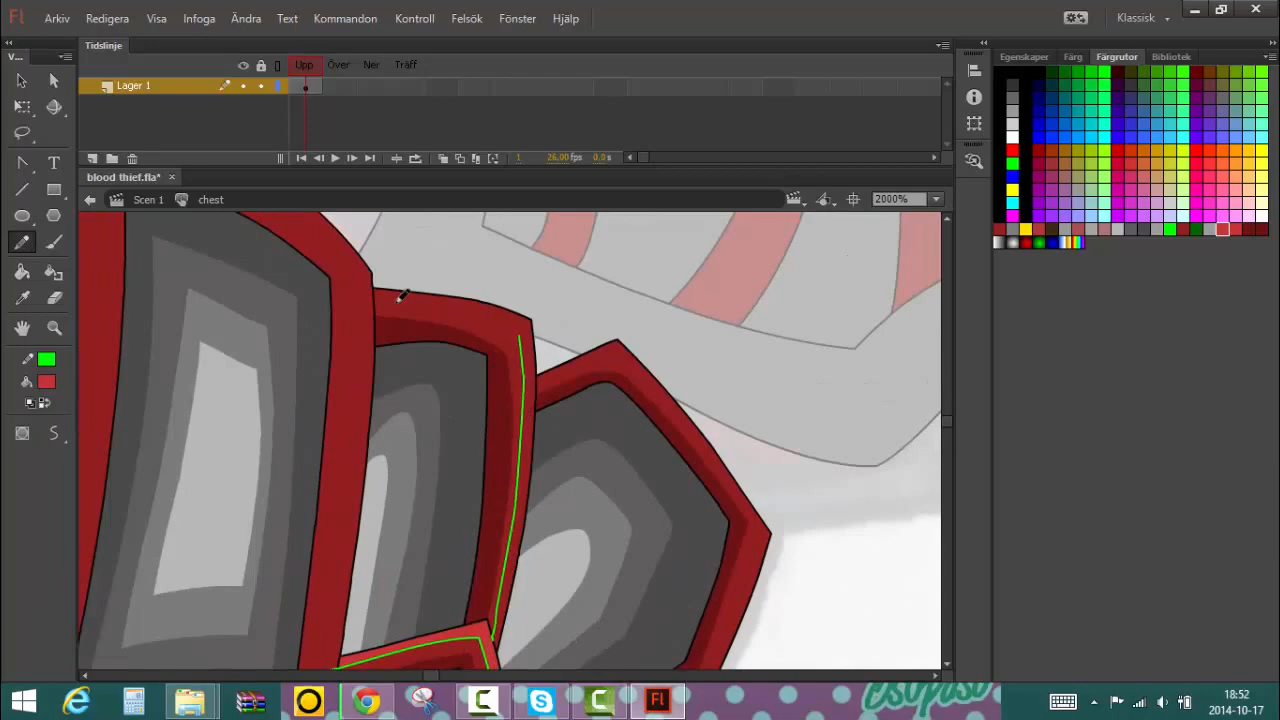 Fl Arkiv Redigera Visa Infoga Ändra Text Kommandon Kontroll Felsök Fönster Hjälp Klassisk
V... Tidslinje Egenskaper Färg Färgrutor Bibliotek
Upp Över Ner Träff
Lager 1
1 26,00 fps 0,0 s
blood thief.fla*
Scen 1 chest 2000%
Fl
18:52
2014-10-17